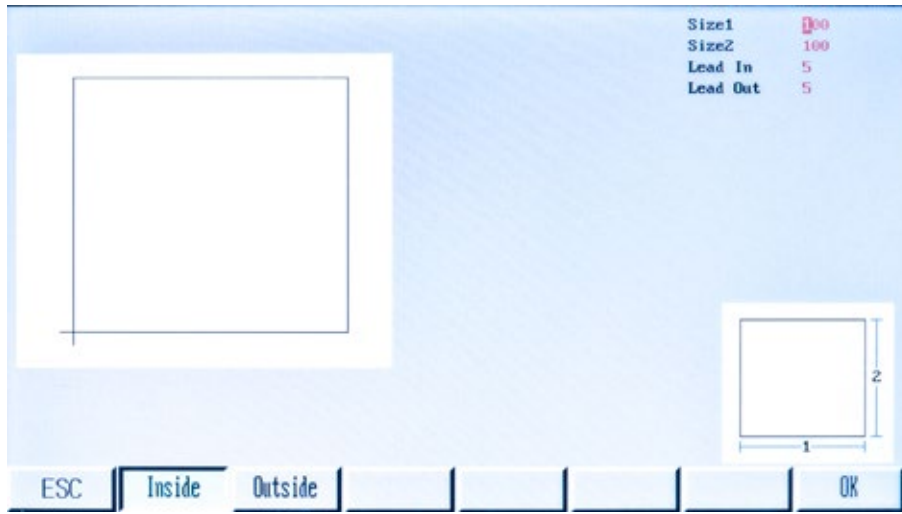 Size1 100
Size2 100
Lead In 5
Lead Out 5
2
1
ESC Inside Outside OK